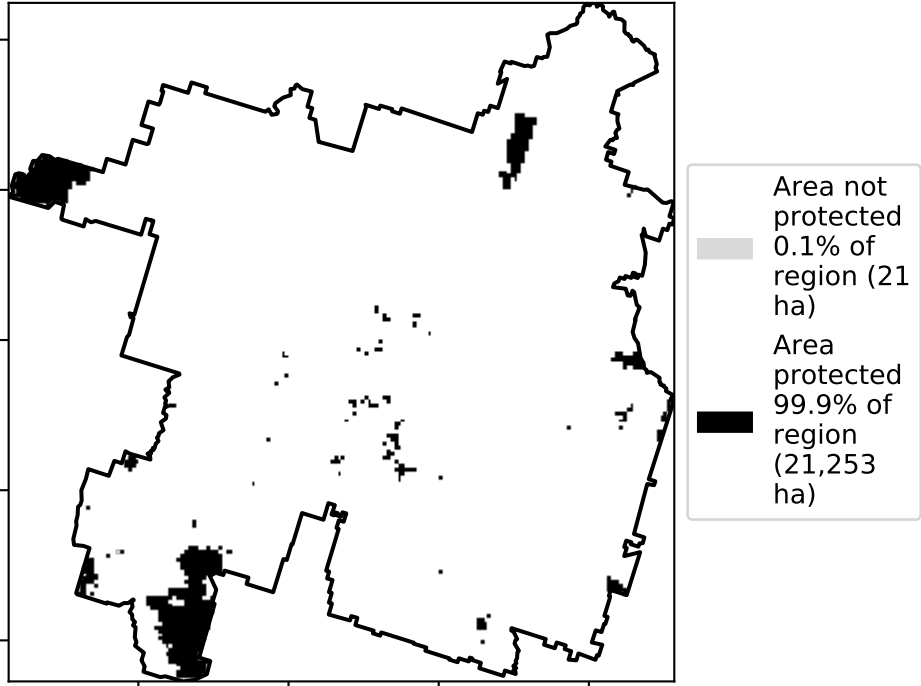 Area not
protected
0.1% of
region (21
ha)
Area
protected
99.9% of
region
(21,253
ha)